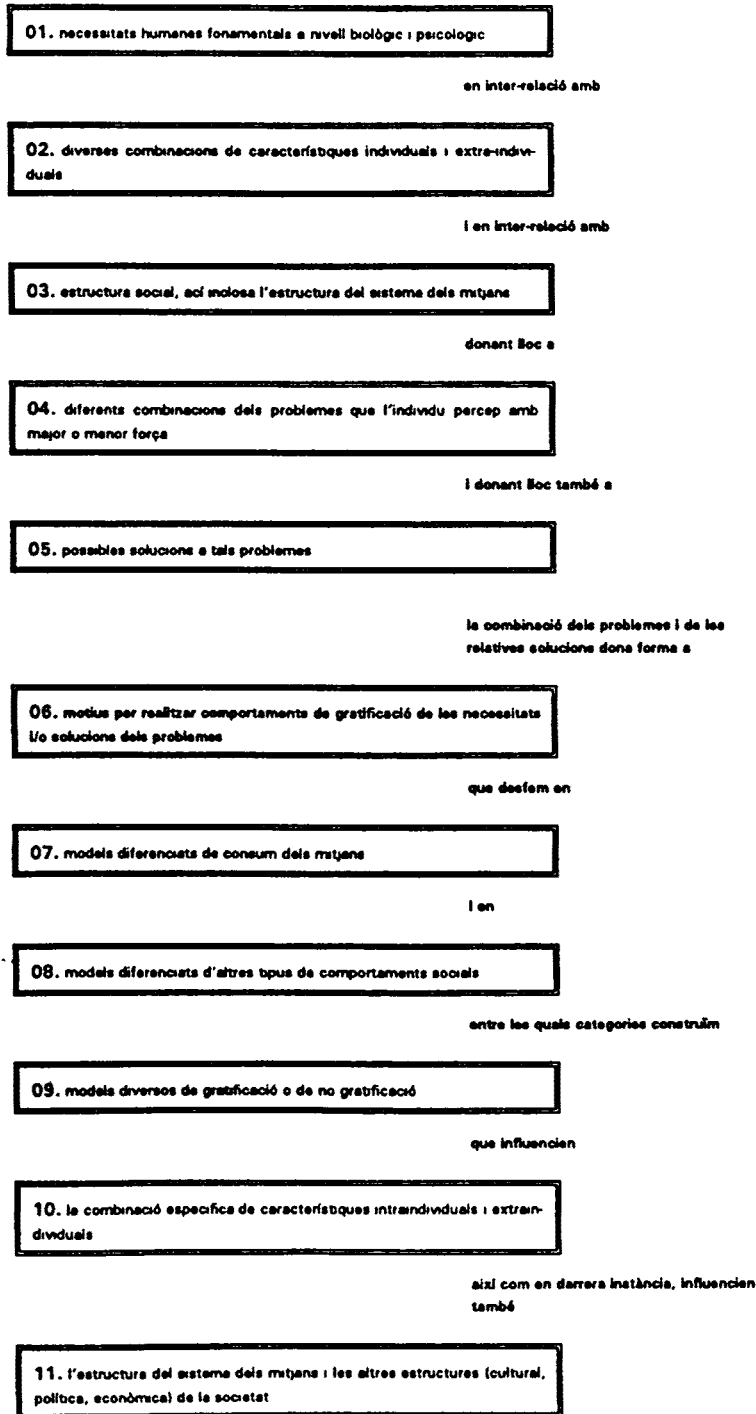 01. necessitats humanes fonamentals a nivell biològic i psicologic
en inter-relació amb
02. diverses combinacions de característiques individuals i extra-indivi-
duals
i en inter-relació amb
03. estructura social, ací inclosa l'estructura del sistema dels mitjans
donant lloc a
04. diferents combinacions dels problemes que l'individu percep amb
major o menor força
i donant lloc també a
05. possibles solucions a tals problemes
la combinació dels problemes i de les
relatives solucions dona forma a
06. motius per realitzar comportaments de gratificació de les necessitats
i/o solucions dels problemes
que desfem en
07. models diferenciats de consum dels mitjans
i en
08. models diferenciats d'altres tipus de comportaments socials
entre les quals categories construïm
09. models diversos de gratificació o de no gratificació
que influencien
10. la combinació especifica de característiques intraindividuals i extrain-
dividuals
així com en darrera instància, influencien
també
11. l'estructura del sistema dels mitjans i les altres estructures (cultural,
política, econòmica) de la societat